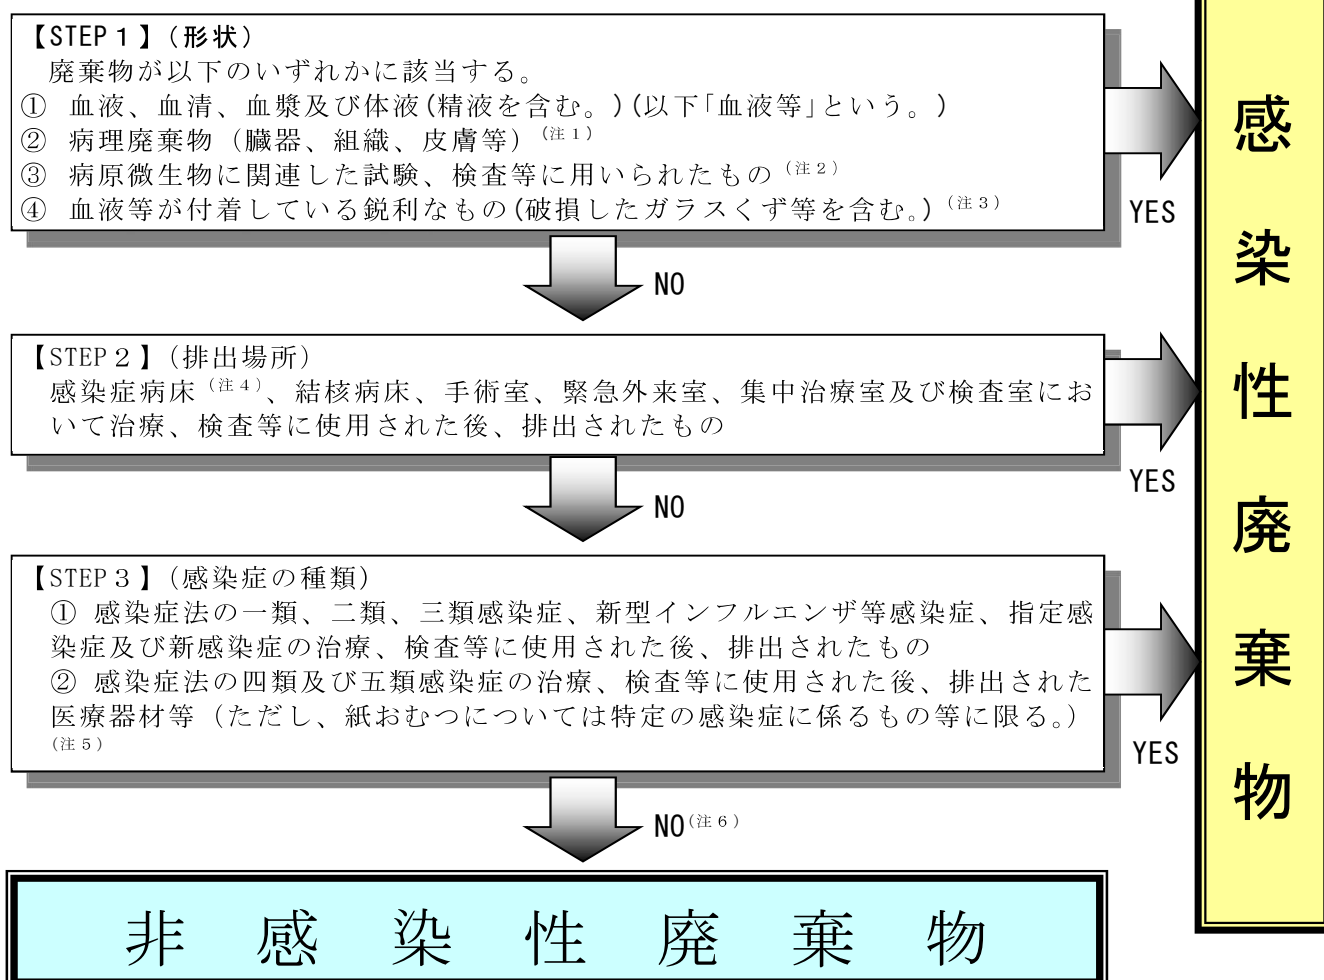 【STEP１】（形状）
廃棄物が以下のいずれかに該当する。
① 血液、血清、血漿及び体液(精液を含む。)(以下｢血液等｣という。)
② 病理廃棄物（臓器、組織、皮膚等）(注１)
③ 病原微生物に関連した試験、検査等に用いられたもの(注２)
④ 血液等が付着している鋭利なもの(破損したガラスくず等を含む。)(注３)
YES
NO
【STEP２】（排出場所）
感染症病床(注４)、結核病床、手術室、緊急外来室、集中治療室及び検査室にお
いて治療、検査等に使用された後、排出されたもの
YES
NO
【STEP３】（感染症の種類）
① 感染症法の一類、二類、三類感染症、新型インフルエンザ等感染症、指定感
染症及び新感染症の治療、検査等に使用された後、排出されたもの
② 感染症法の四類及び五類感染症の治療、検査等に使用された後、排出された
医療器材等（ただし、紙おむつについては特定の感染症に係るもの等に限る。）
(注５)
YES
NO(注６)
非感染性廃棄物
感染性廃棄物